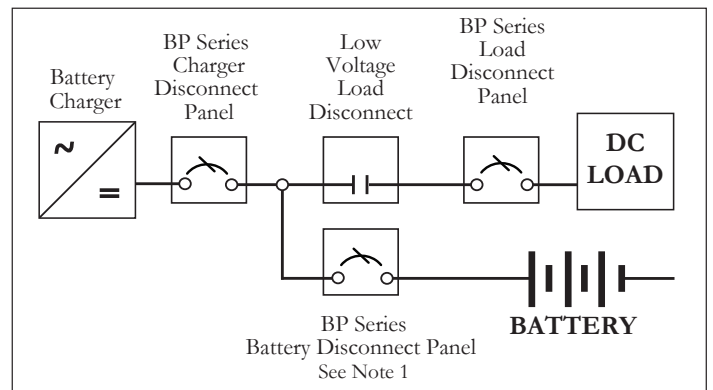 Battery
Charger
BP Series
Charger
Disconnect
Panel
Low
Voltage
Load
Disconnect
BP Series
Load
Disconnect
Panel
~
=
DC
LOAD
BP Series
Battery Disconnect Panel
See Note 1
BATTERY